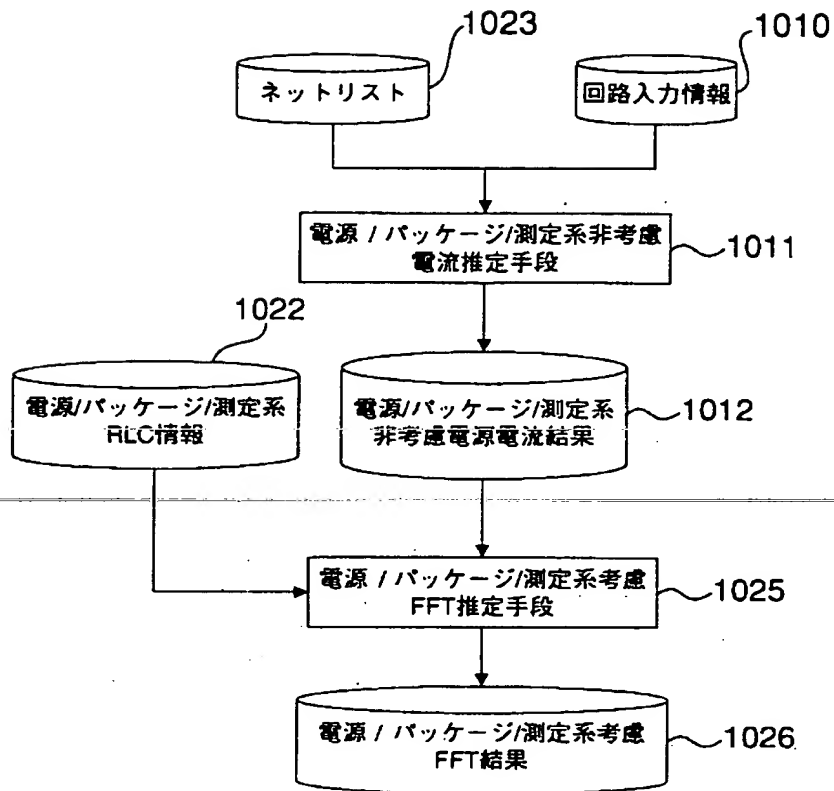 1023
1010
ネットリスト
回路入力情報
電源 / パッケージ/測定系非考慮
電流推定手段
1011
1022
電源/パッケージ/測定系
RLC情報
電源/パッケージ/測定系
非考慮電源電流結果
1012
電源 / パッケージ/測定系考慮
FFT推定手段
1025
電源 / パッケージ/測定系考慮
FFT結果
1026